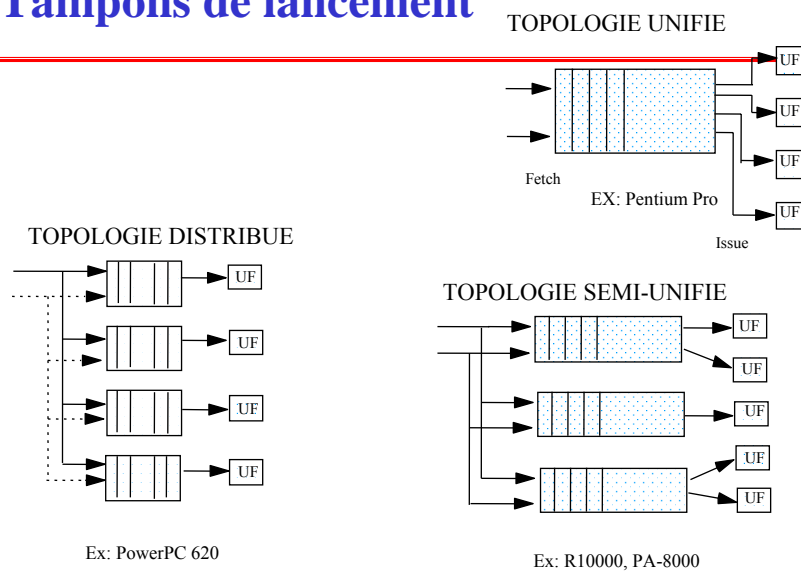 Tampons de lancement
TOPOLOGIE UNIFIE
UF
UF
UF
UF
Fetch
EX: Pentium Pro
Issue
TOPOLOGIE DISTRIBUE
UF
UF
UF
UF
Ex: PowerPC 620
TOPOLOGIE SEMI-UNIFIE
UF
UF
UF
UF
UF
Ex: R10000, PA-8000